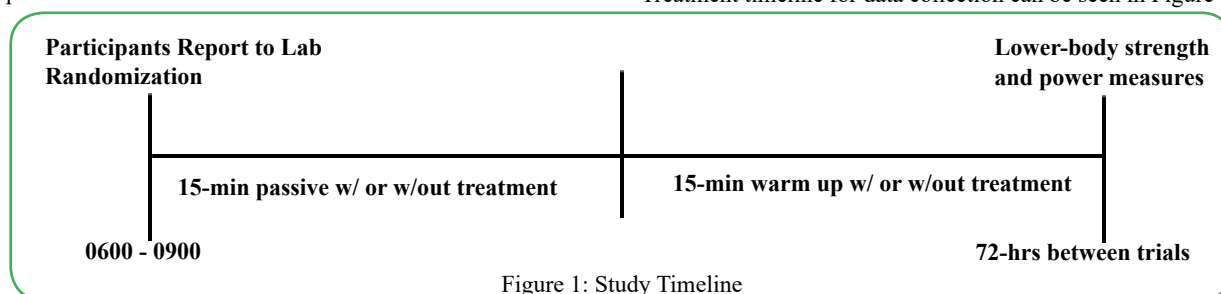 Treatment timeline for data collection can be seen in Figure
Participants Report to Lab
Randomization
Lower-body strength
and power measures
15-min passive w/ or w/out treatment
15-min warm up w/ or w/out treatment
0600 - 0900
72-hrs between trials
Figure 1: Study Timeline